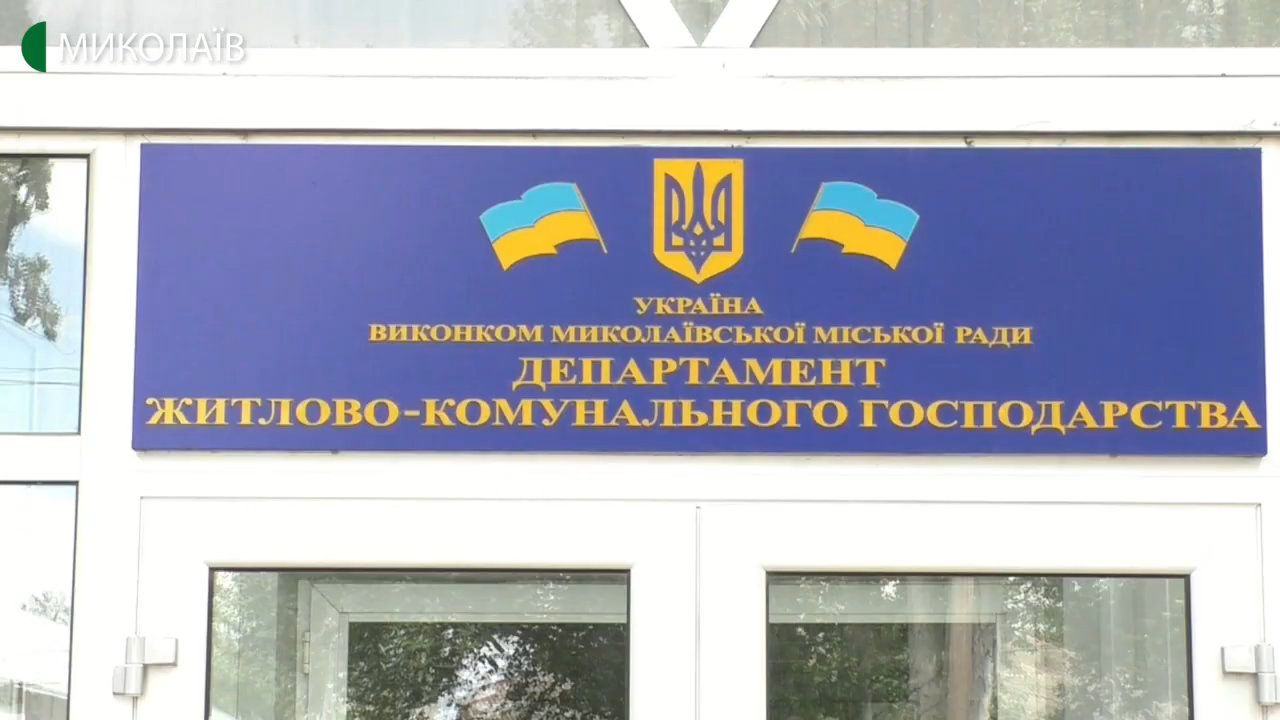 МИКОЛАЇВ
УКРАЇНА
ВИКОНКОМ МИКОЛАЇВСЬКОЇ МІСЬКОЇ РАДИ
ДЕПАРТАМЕНТ
ЖИТЛОВО-КОМУНАЛЬНОГО ГОСПОДАРСТВА